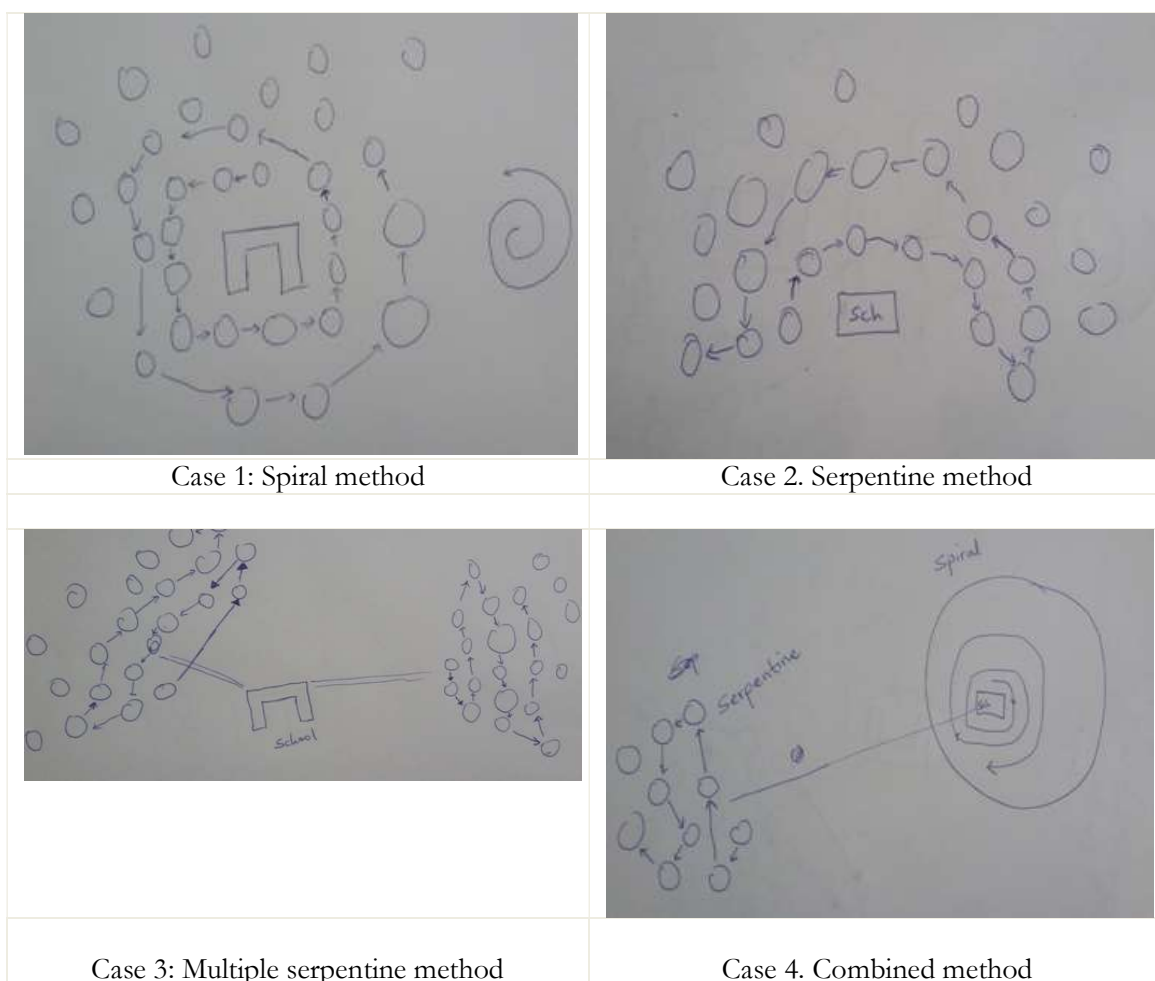 Sch
Case 1: Spiral method
Case 2. Serpentine method
School
Spiral
Serpentine
Sch
Case 3: Multiple serpentine method
Case 4. Combined method